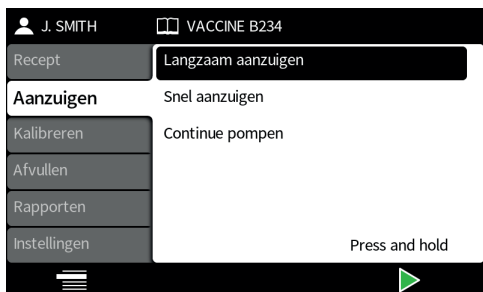 J. SMITH
VACCINE B234
Recept
Aanzuigen
Kalibreren
Afvullen
Rapporten
Instellingen
Langzaam aanzuigen
Snel aanzuigen
Continue pompen
Press and hold